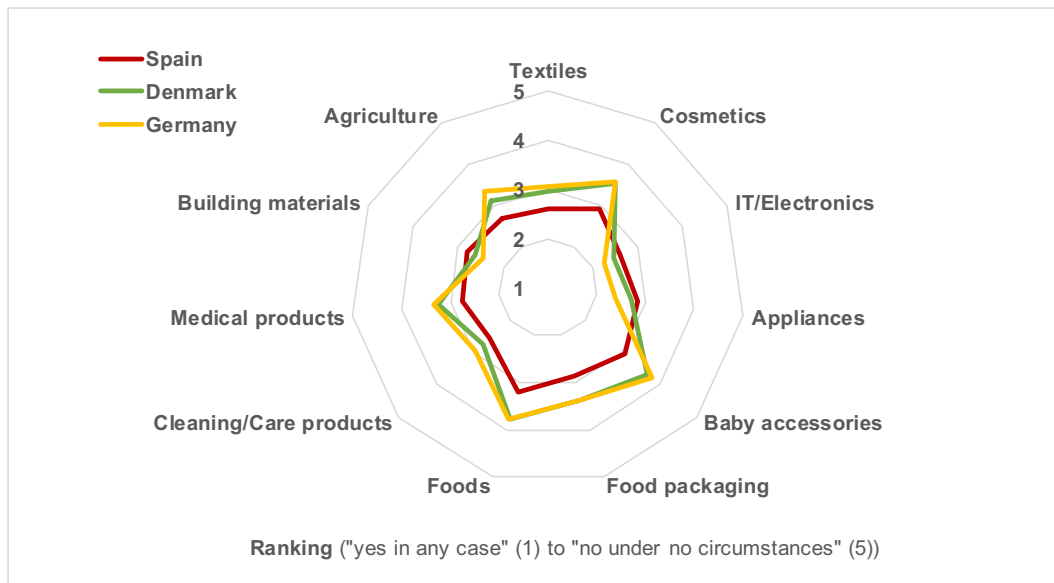 Spain
Denmark
Germany
Textiles
Cosmetics
IT/Electronics
Appliances
Baby accessories
Food packaging
Foods
Cleaning/Care products
Medical products
Building materials
Agriculture
5
4
3
2
1
Ranking ("yes in any case" (1) to "no under no circumstances" (5))